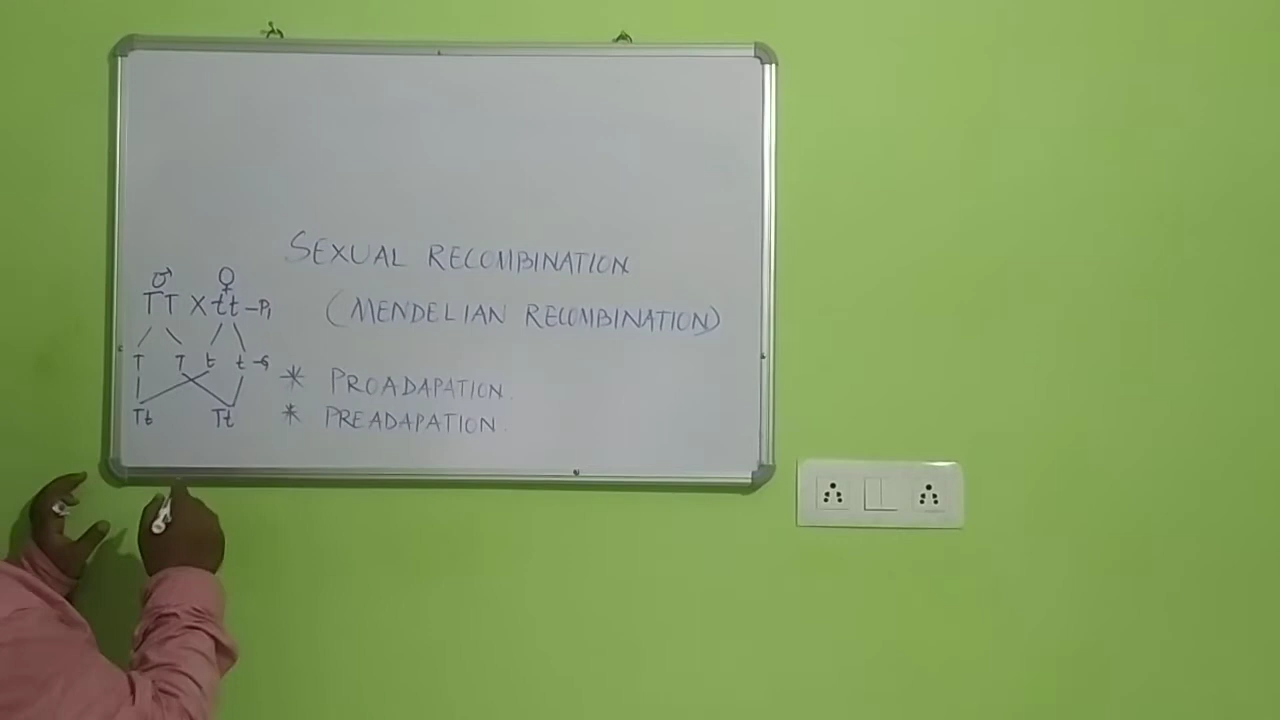 SEXUAL RECOMBINATION
(MENDELIAN RECOMBINATION)
♂ ♀
TT X tt - P1
T T t t - G
Tt Tt
* PROADAPATION.
* PREADAPATION.